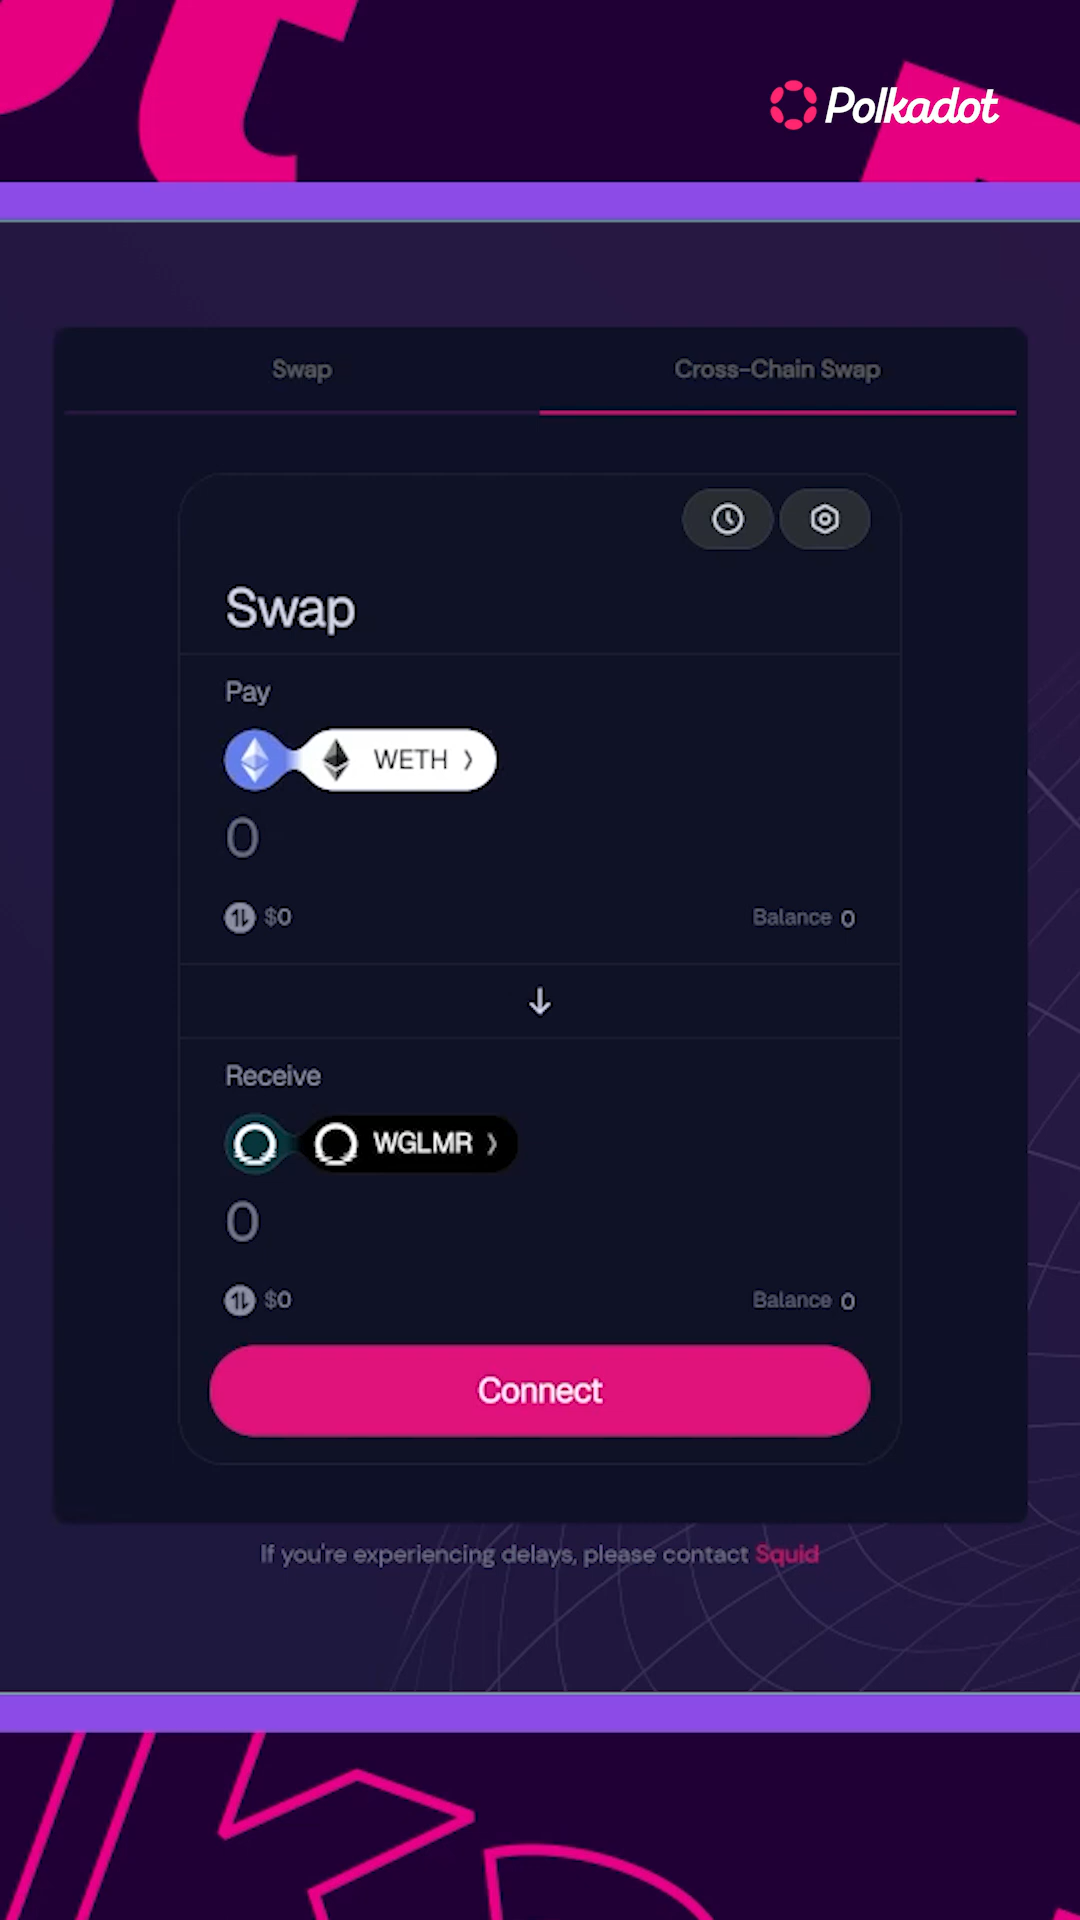 Polkadot
Swap
Cross-Chain Swap
Swap
Pay
WETH
0
$0
Balance 0
Receive
WGLMR
0
$0
Balance 0
Connect
If you're experiencing delays, please contact Squid